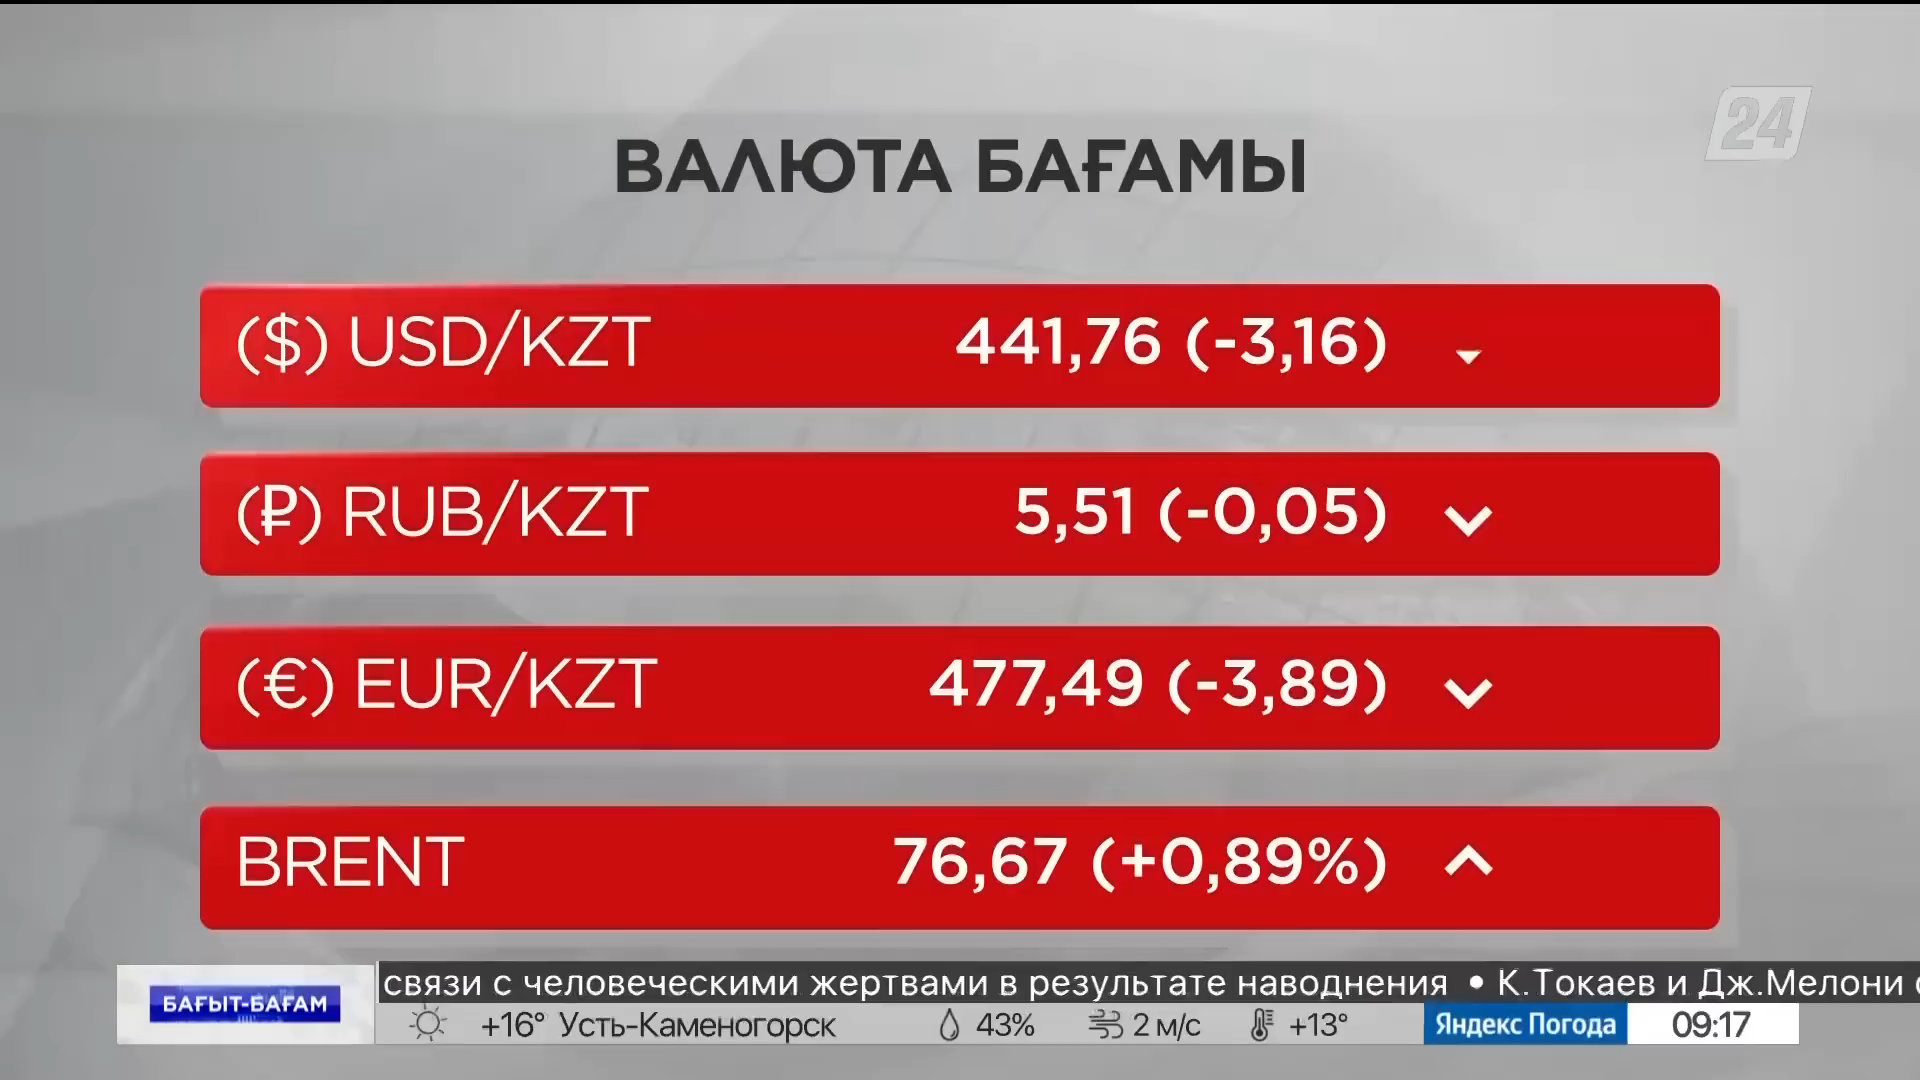 24
ВАЛЮТА БАҒАМЫ
($) USD/KZT 441,76 (-3,16)
(₽) RUB/KZT 5,51 (-0,05)
(€) EUR/KZT 477,49 (-3,89)
BRENT 76,67 (+0,89%)
связи с человеческими жертвами в результате наводнения • К.Токаев и Дж.Мелони
БАҒЫТ-БАҒАМ
+16° Усть-Каменогорск 43% 2 м/с +13° Яндекс Погода 09:17